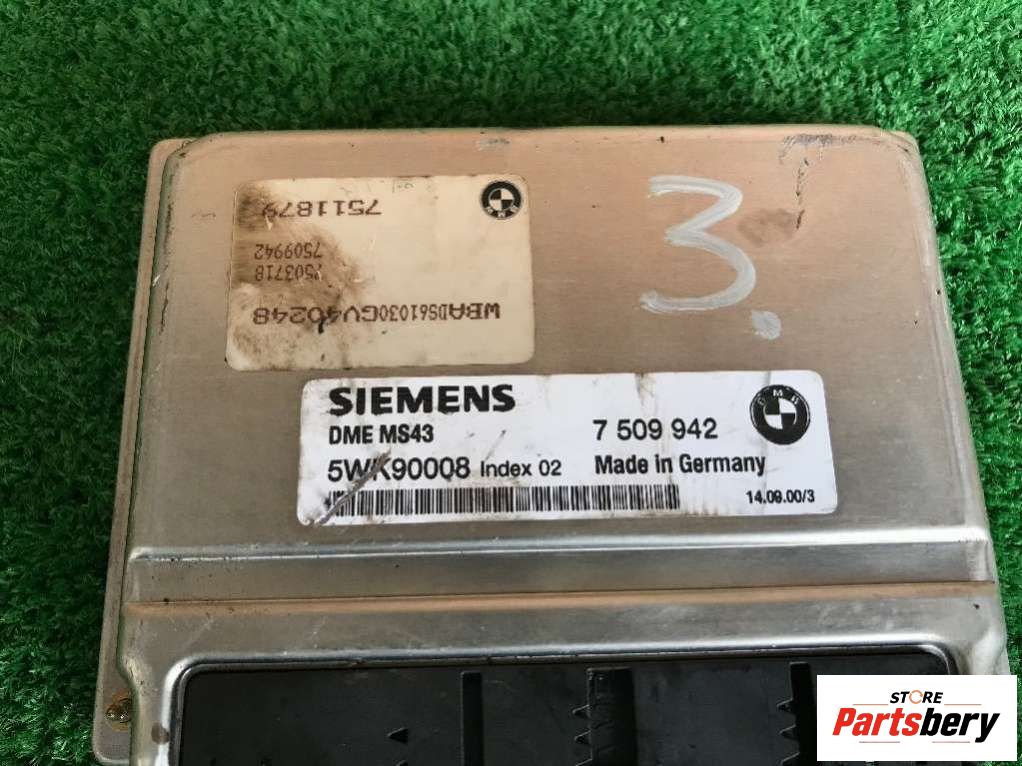 7511879
7509942
7503718
WBADS61030GV40248
3.
SIEMENS
DME MS43
7 509 942
BMW
5WK90008 Index 02
Made in Germany
14.09.00/3
STORE
Partsbery